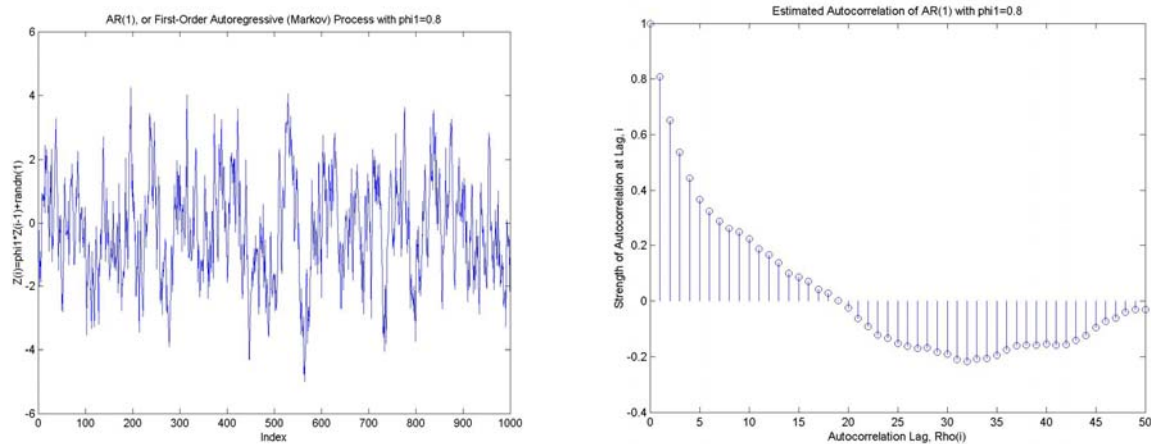 AR(1), or First-Order Autoregressive (Markov) Process with phi1=0.8
6
4
2
0
-2
-4
-6
Z(i)=phi1*Z(i-1)+randn(1)
0 100 200 300 400 500 600 700 800 900 1000
Index
Estimated Autocorrelation of AR(1) with phi1=0.8
1
0.8
0.6
0.4
0.2
0
-0.2
-0.4
Strength of Autocorrelation at Lag, i
0 5 10 15 20 25 30 35 40 45 50
Autocorrelation Lag, Rho(i)